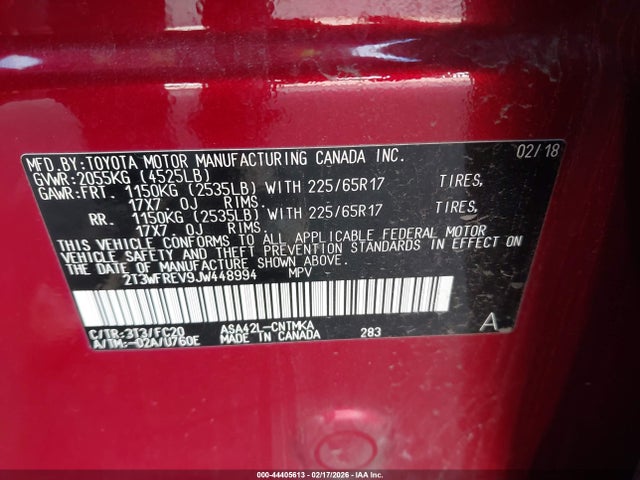 MFD.BY:TOYOTA MOTOR MANUFACTURING CANADA INC. 02/18
GVWR:2055KG (4525LB)
GAWR:FRT. 1150KG (2535LB) WITH 225/65R17 TIRES,
17X7 OJ RIMS.
RR. 1150KG (2535LB) WITH 225/65R17 TIRES,
17X7 OJ RIMS.
THIS VEHICLE CONFORMS TO ALL APPLICABLE FEDERAL MOTOR
VEHICLE SAFETY AND THEFT PREVENTION STANDARDS IN EFFECT ON
THE DATE OF MANUFACTURE SHOWN ABOVE.
2T3WFREV9JW448994 MPV
C/TR:3T3/FC20 ASA42L-CNTMKA
A/TM:-02A/U760E MADE IN CANADA 283 A
000-44405613 - 02/17/2026 - IAA Inc.